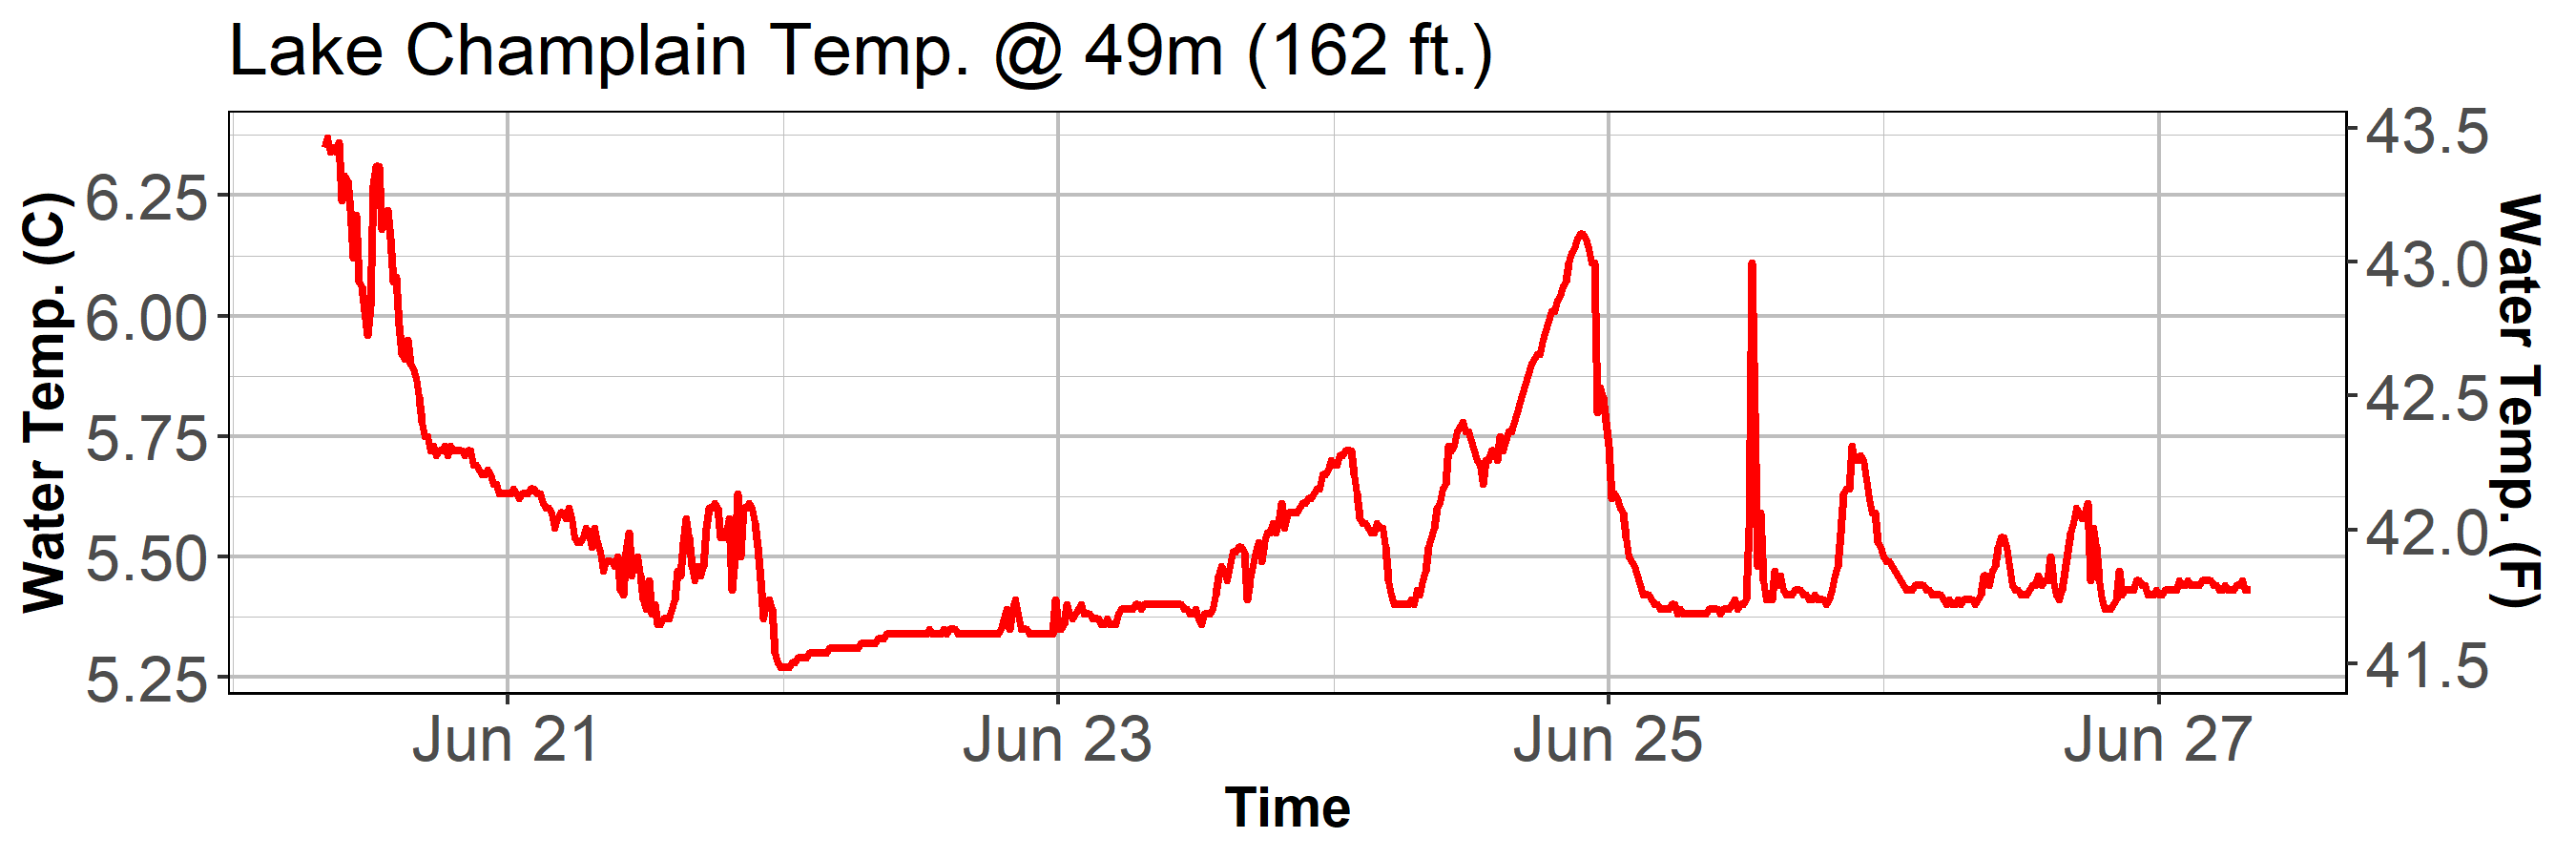 Lake Champlain Temp. @ 49m (162 ft.)
Water Temp. (C)
6.25
6.00
5.75
5.50
5.25
43.5
43.0
42.5
42.0
41.5
Water Temp. (F)
Jun 21 Jun 23 Jun 25 Jun 27
Time